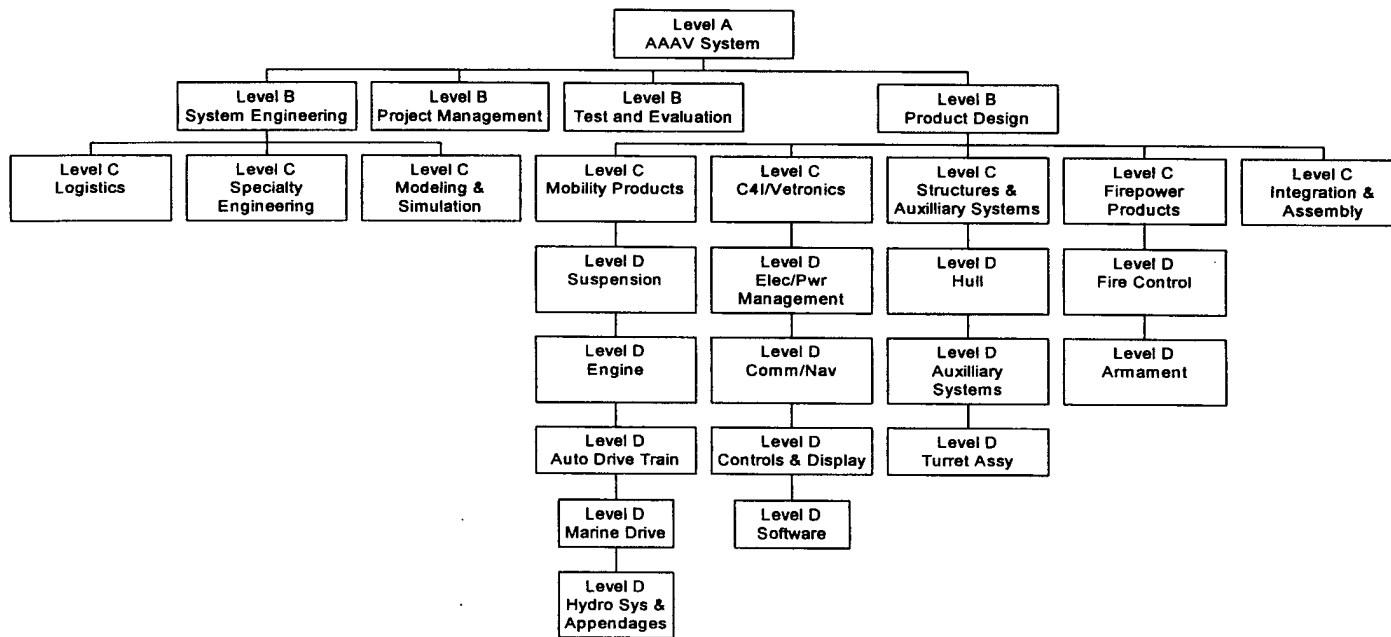 Level A
AAAV System
Level B
System Engineering
Level B
Project Management
Level B
Test and Evaluation
Level B
Product Design
Level C
Logistics
Level C
Specialty
Engineering
Level C
Modeling &
Simulation
Level C
Mobility Products
Level C
C4I/Vetronics
Level C
Structures &
Auxilliary Systems
Level C
Firepower
Products
Level C
Integration &
Assembly
Level D
Suspension
Level D
Elec/Pwr
Management
Level D
Hull
Level D
Fire Control
Level D
Engine
Level D
Comm/Nav
Level D
Auxilliary
Systems
Level D
Armament
Level D
Auto Drive Train
Level D
Controls & Display
Level D
Turret Assy
Level D
Marine Drive
Level D
Software
Level D
Hydro Sys &
Appendages